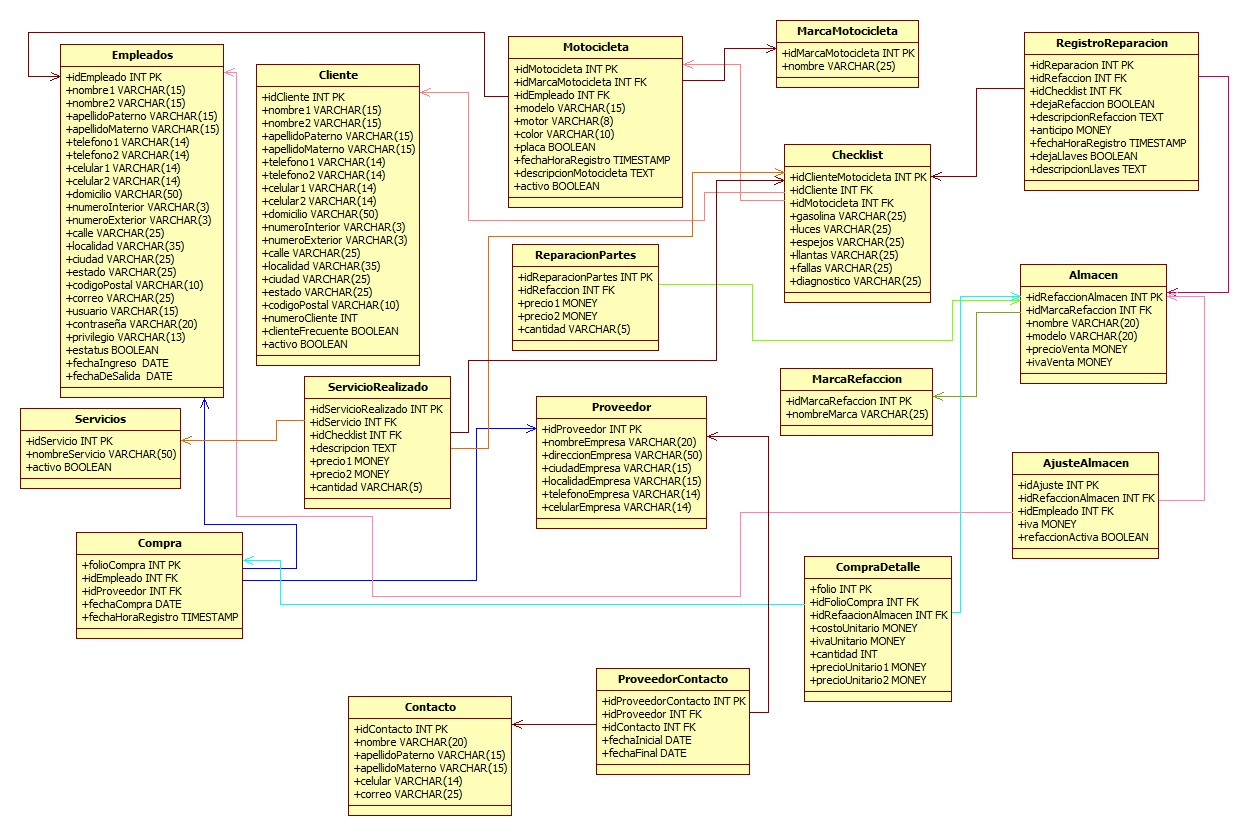 Empleados
+idEmpleado INT PK
+nombre1 VARCHAR(15)
+nombre2 VARCHAR(15)
+apellidoPaterno VARCHAR(15)
+apellidoMaterno VARCHAR(15)
+telefono1 VARCHAR(14)
+telefono2 VARCHAR(14)
+celular1 VARCHAR(14)
+celular2 VARCHAR(14)
+domicilio VARCHAR(50)
+numeroInterior VARCHAR(3)
+numeroExterior VARCHAR(3)
+calle VARCHAR(25)
+localidad VARCHAR(35)
+ciudad VARCHAR(25)
+estado VARCHAR(25)
+codigoPostal VARCHAR(10)
+correo VARCHAR(25)
+usuario VARCHAR(15)
+contraseña VARCHAR(20)
+privilegio VARCHAR(13)
+estatus BOOLEAN
+fechaIngreso DATE
+fechaDeSalida DATE
Cliente
+idCliente INT PK
+nombre1 VARCHAR(15)
+nombre2 VARCHAR(15)
+apellidoPaterno VARCHAR(15)
+apellidoMaterno VARCHAR(15)
+telefono1 VARCHAR(14)
+telefono2 VARCHAR(14)
+celular1 VARCHAR(14)
+celular2 VARCHAR(14)
+domicilio VARCHAR(50)
+numeroInterior VARCHAR(3)
+numeroExterior VARCHAR(3)
+calle VARCHAR(25)
+localidad VARCHAR(35)
+ciudad VARCHAR(25)
+estado VARCHAR(25)
+codigoPostal VARCHAR(10)
+numeroCliente INT
+clienteFrecuente BOOLEAN
+activo BOOLEAN
Motocicleta
+idMotocicleta INT PK
+idMarcaMotocicleta INT FK
+idEmpleado INT FK
+modelo VARCHAR(15)
+motor VARCHAR(8)
+color VARCHAR(10)
+placa BOOLEAN
+fechaHoraRegistro TIMESTAMP
+descripcionMotocicleta TEXT
+activo BOOLEAN
MarcaMotocicleta
+idMarcaMotocicleta INT PK
+nombre VARCHAR(25)
RegistroReparacion
+idReparacion INT PK
+idRefaccion INT FK
+idChecklist INT FK
+dejaRefaccion BOOLEAN
+descripcionRefaccion TEXT
+anticipo MONEY
+fechaHoraRegistro TIMESTAMP
+dejaLlaves BOOLEAN
+descripcionLlaves TEXT
Checklist
+idClienteMotocicleta INT PK
+idCliente INT FK
+idMotocicleta INT FK
+gasolina VARCHAR(25)
+luces VARCHAR(25)
+espejos VARCHAR(25)
+llantas VARCHAR(25)
+fallas VARCHAR(25)
+diagnostico VARCHAR(25)
ReparacionPartes
+idReparacionPartes INT PK
+idRefaccion INT FK
+precio1 MONEY
+precio2 MONEY
+cantidad VARCHAR(5)
Almacen
+idRefaccionAlmacen INT PK
+idMarcaRefaccion INT FK
+nombre VARCHAR(20)
+modelo VARCHAR(20)
+precioVenta MONEY
+ivaVenta MONEY
MarcaRefaccion
+idMarcaRefaccion INT PK
+nombreMarca VARCHAR(25)
ServicioRealizado
+idServicioRealizado INT PK
+idServicio INT FK
+idChecklist INT FK
+descripcion TEXT
+precio1 MONEY
+precio2 MONEY
+cantidad VARCHAR(5)
Servicios
+idServicio INT PK
+nombreServicio VARCHAR(50)
+activo BOOLEAN
Proveedor
+idProveedor INT PK
+nombreEmpresa VARCHAR(20)
+direccionEmpresa VARCHAR(50)
+ciudadEmpresa VARCHAR(15)
+localidadEmpresa VARCHAR(15)
+telefonoEmpresa VARCHAR(14)
+celularEmpresa VARCHAR(14)
AjusteAlmacen
+idAjuste INT PK
+idRefaccionAlmacen INT FK
+idEmpleado INT FK
+iva MONEY
+refaccionActiva BOOLEAN
Compra
+folioCompra INT PK
+idEmpleado INT FK
+idProveedor INT FK
+fechaCompra DATE
+fechaHoraRegistro TIMESTAMP
CompraDetalle
+folio INT PK
+idFolioCompra INT FK
+idRefaacionAlmacen INT FK
+costoUnitario MONEY
+ivaUnitario MONEY
+cantidad INT
+precioUnitario1 MONEY
+precioUnitario2 MONEY
ProveedorContacto
+idProveedorContacto INT PK
+idProveedor INT FK
+idContacto INT FK
+fechaInicial DATE
+fechaFinal DATE
Contacto
+idContacto INT PK
+nombre VARCHAR(20)
+apellidoPaterno VARCHAR(15)
+apellidoMaterno VARCHAR(15)
+celular VARCHAR(14)
+correo VARCHAR(25)